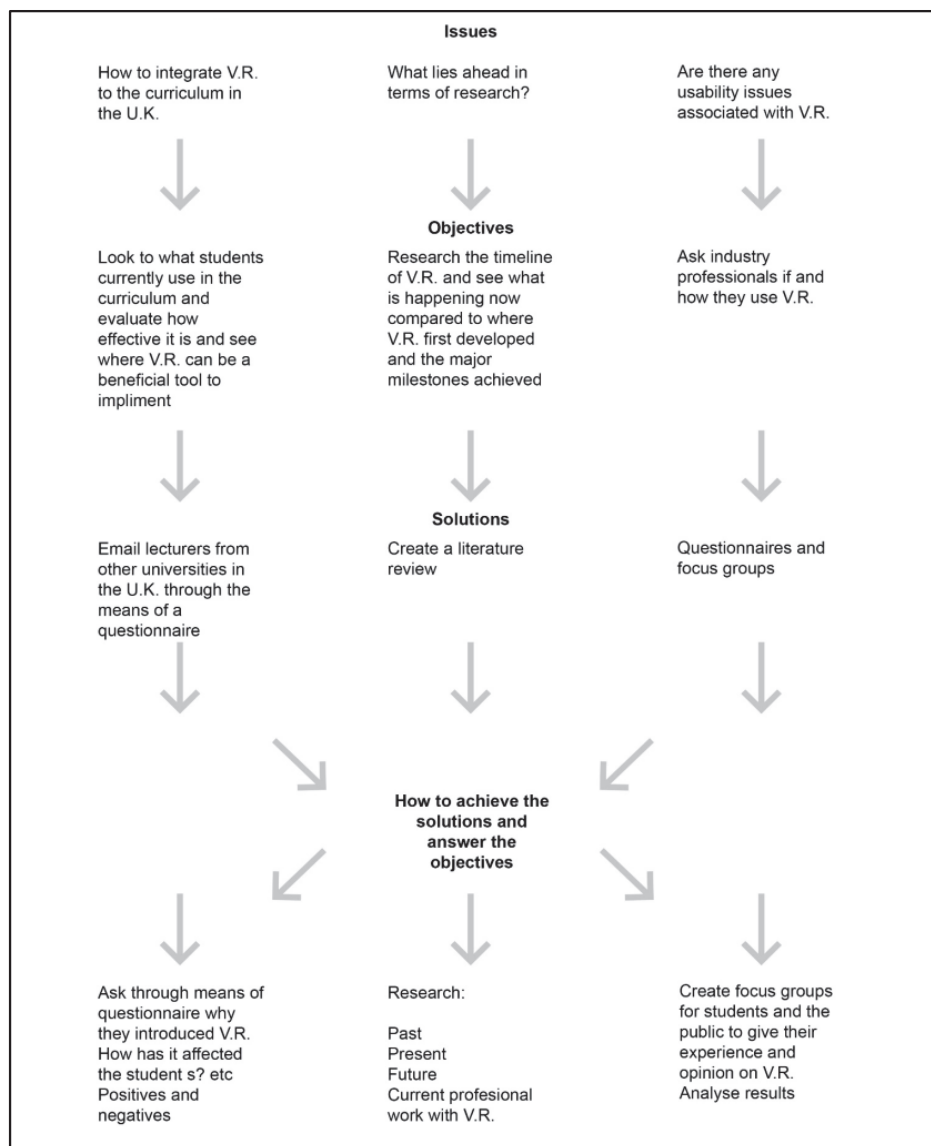 Issues
How to integrate V.R.
to the curriculum in
the U.K.
What lies ahead in
terms of research?
Are there any
usability issues
associated with V.R.
Objectives
Look to what students
currently use in the
curriculum and
evaluate how
effective it is and see
where V.R. can be a
beneficial tool to
impliment
Research the timeline
of V.R. and see what
is happening now
compared to where
V.R. first developed
and the major
milestones achieved
Ask industry
professionals if and
how they use V.R.
Solutions
Email lecturers from
other universities in
the U.K. through the
means of a
questionnaire
Create a literature
review
Questionnaires and
focus groups
How to achieve the
solutions and
answer the
objectives
Ask through means of
questionnaire why
they introduced V.R.
How has it affected
the student s? etc
Positives and
negatives
Research:
Past
Present
Future
Current profesional
work with V.R.
Create focus groups
for students and the
public to give their
experience and
opinion on V.R.
Analyse results